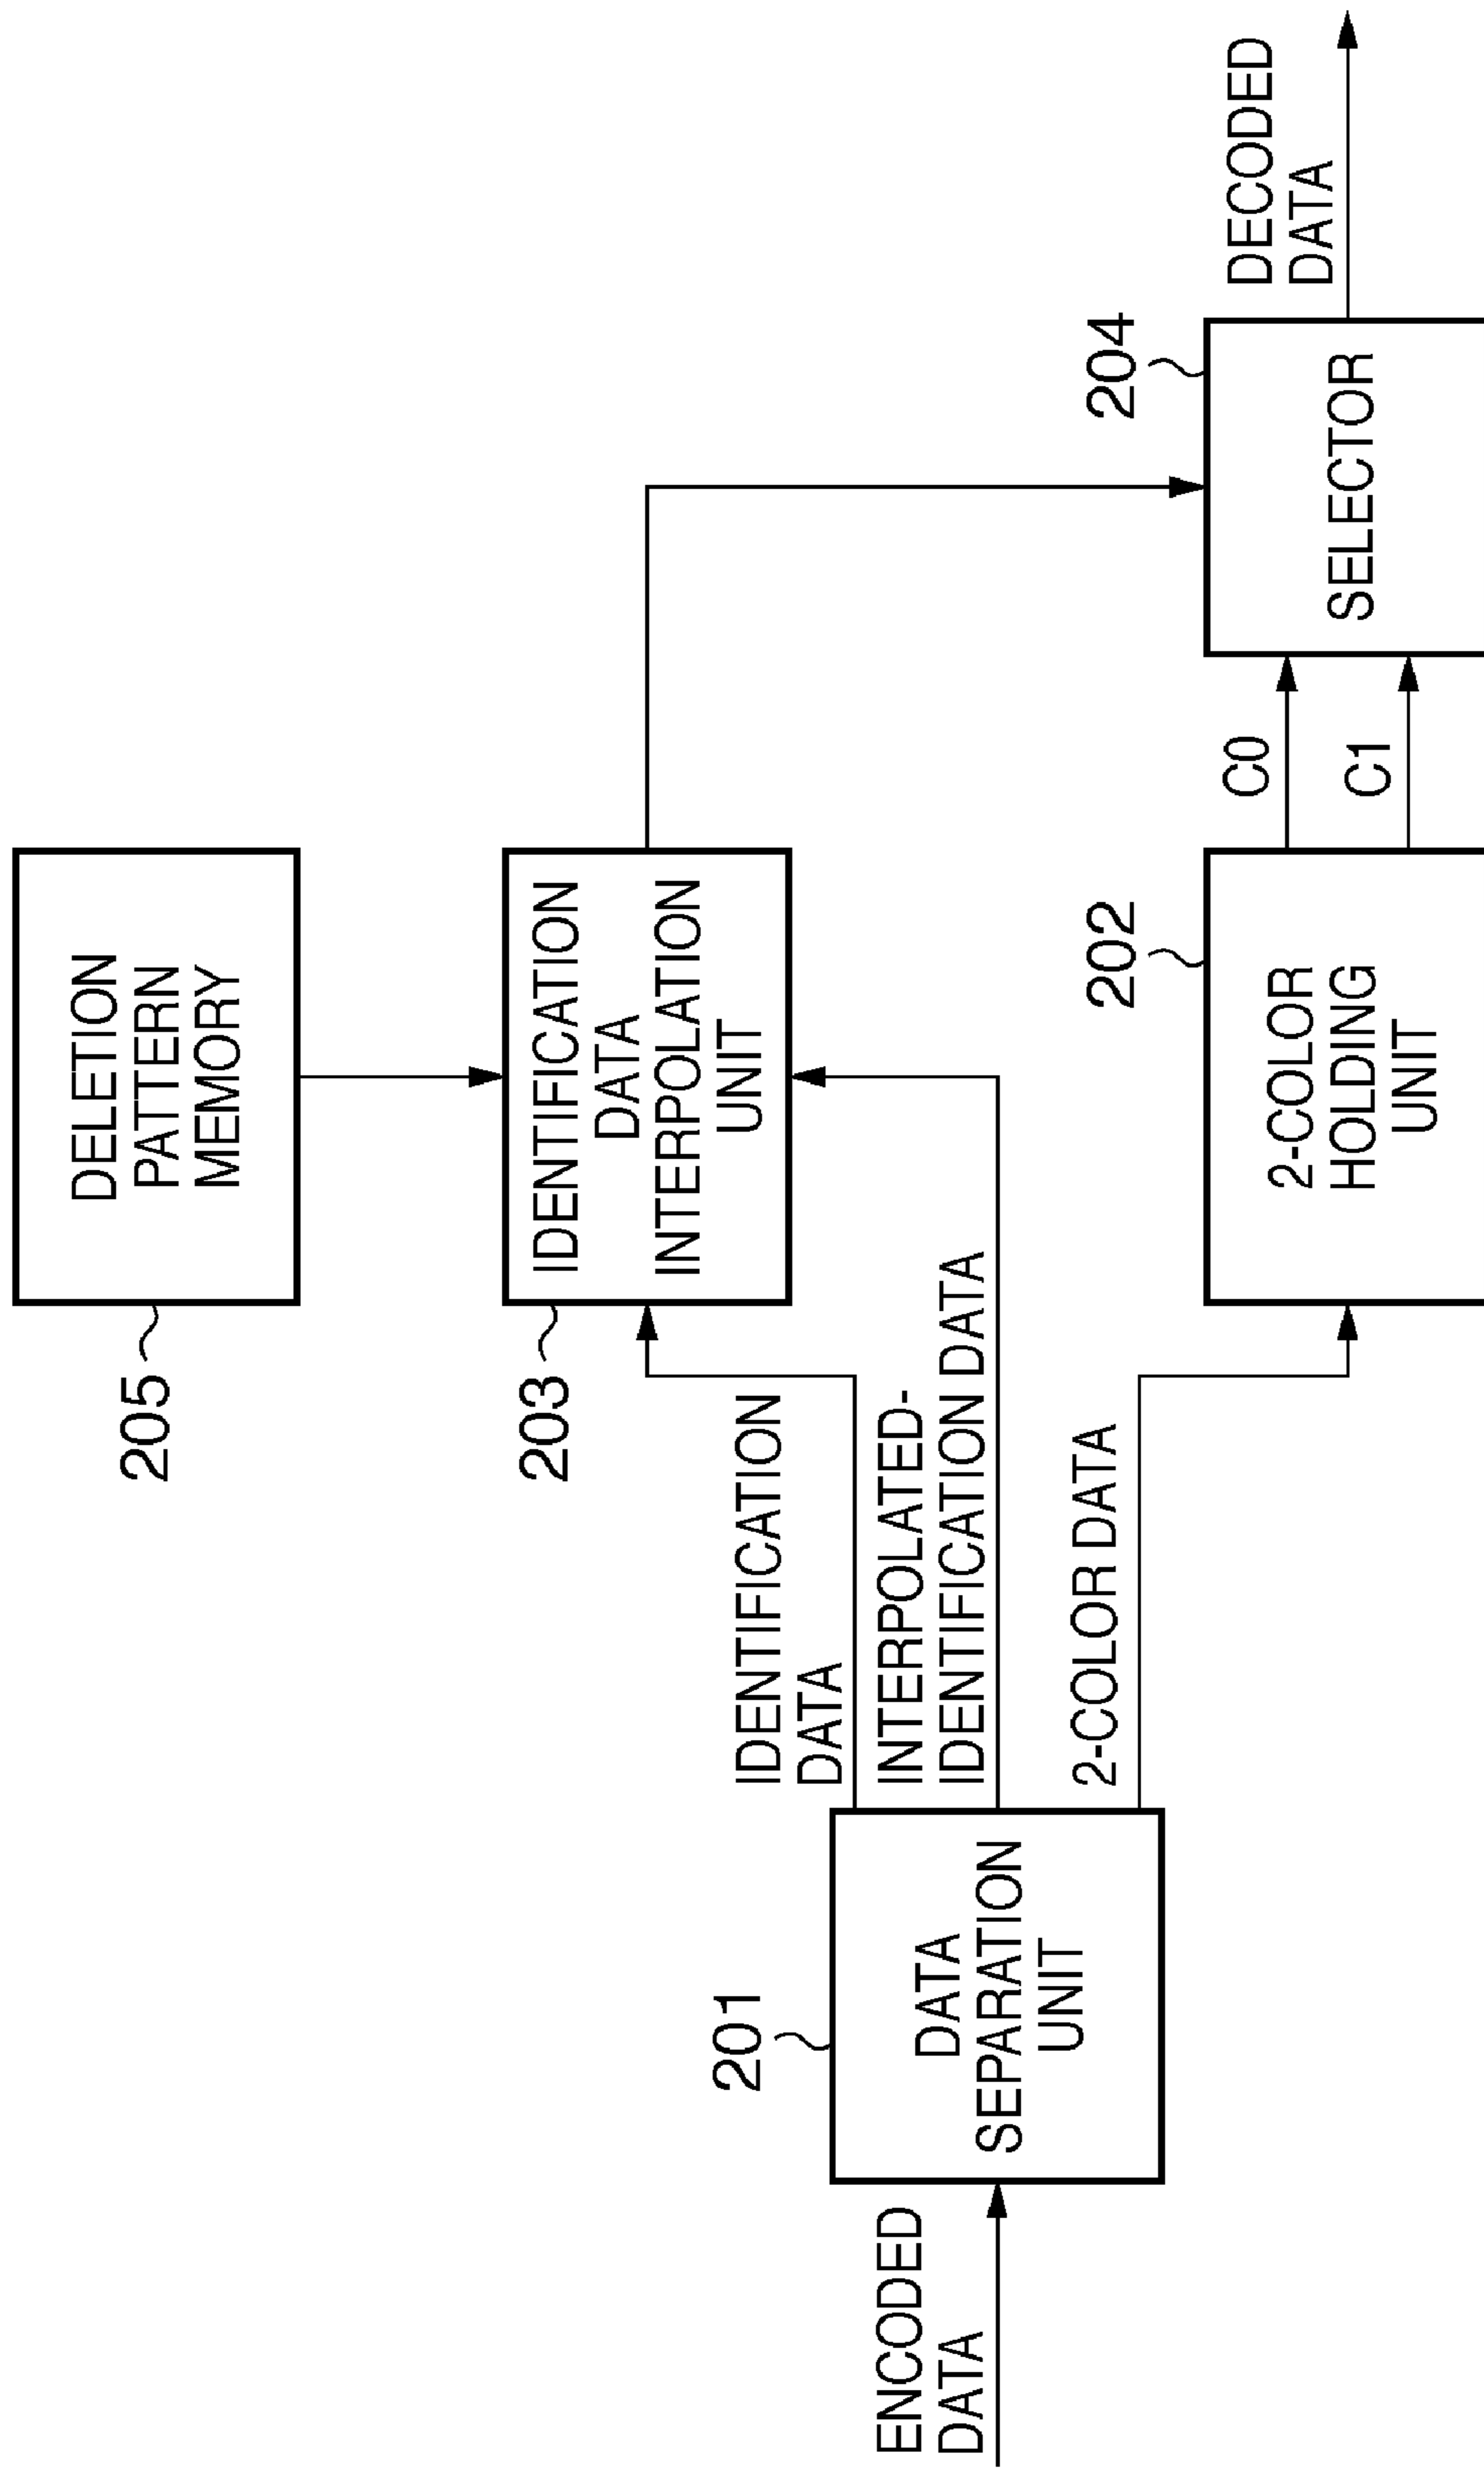 205
DELETION
PATTERN
MEMORY
203
IDENTIFICATION
DATA
INTERPOLATION
UNIT
IDENTIFICATION
DATA
INTERPOLATED-
IDENTIFICATION DATA
2-COLOR DATA
ENCODED
DATA
201
DATA
SEPARATION
UNIT
202
2-COLOR
HOLDING
UNIT
C0
C1
204
SELECTOR
DECODED
DATA